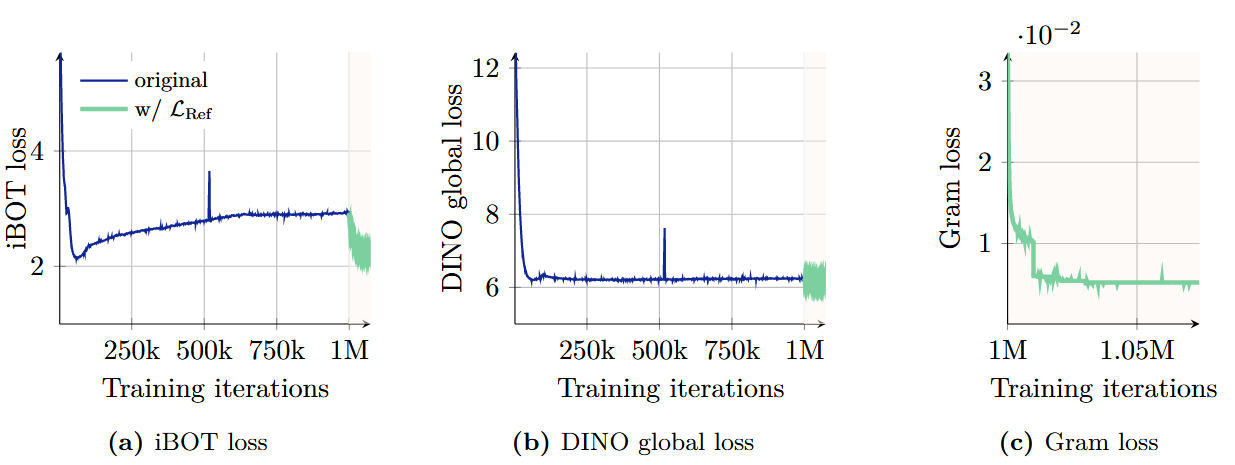 iBOT loss
4
2
original
w/ ℒRef
250k 500k 750k 1M
Training iterations
(a) iBOT loss
DINO global loss
12
10
8
6
250k 500k 750k 1M
Training iterations
(b) DINO global loss
·10−2
Gram loss
3
2
1
1M 1.05M
Training iterations
(c) Gram loss